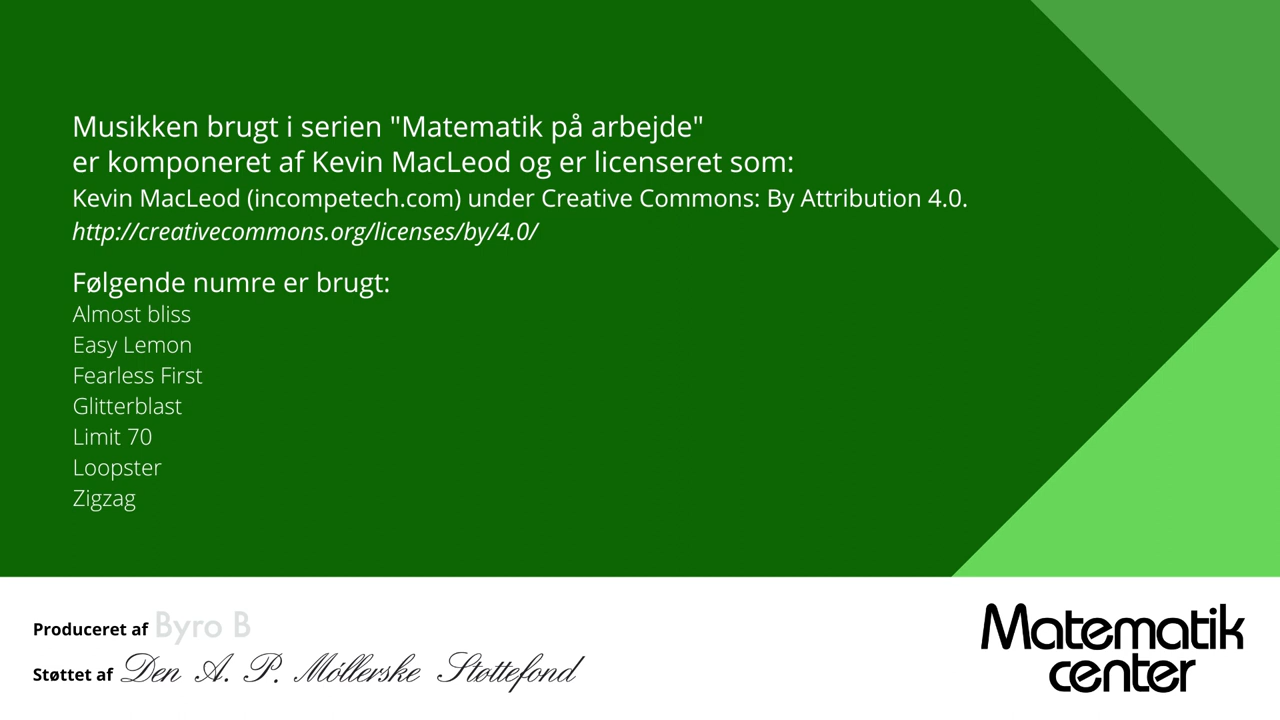 Musikken brugt i serien "Matematik på arbejde"
er komponeret af Kevin MacLeod og er licenseret som:
Kevin MacLeod (incompetech.com) under Creative Commons: By Attribution 4.0.
http://creativecommons.org/licenses/by/4.0/
Følgende numre er brugt:
Almost bliss
Easy Lemon
Fearless First
Glitterblast
Limit 70
Loopster
Zigzag
Produceret af Byro B
Støttet af Den A. P. Møllerske Støttefond
Matematik
center